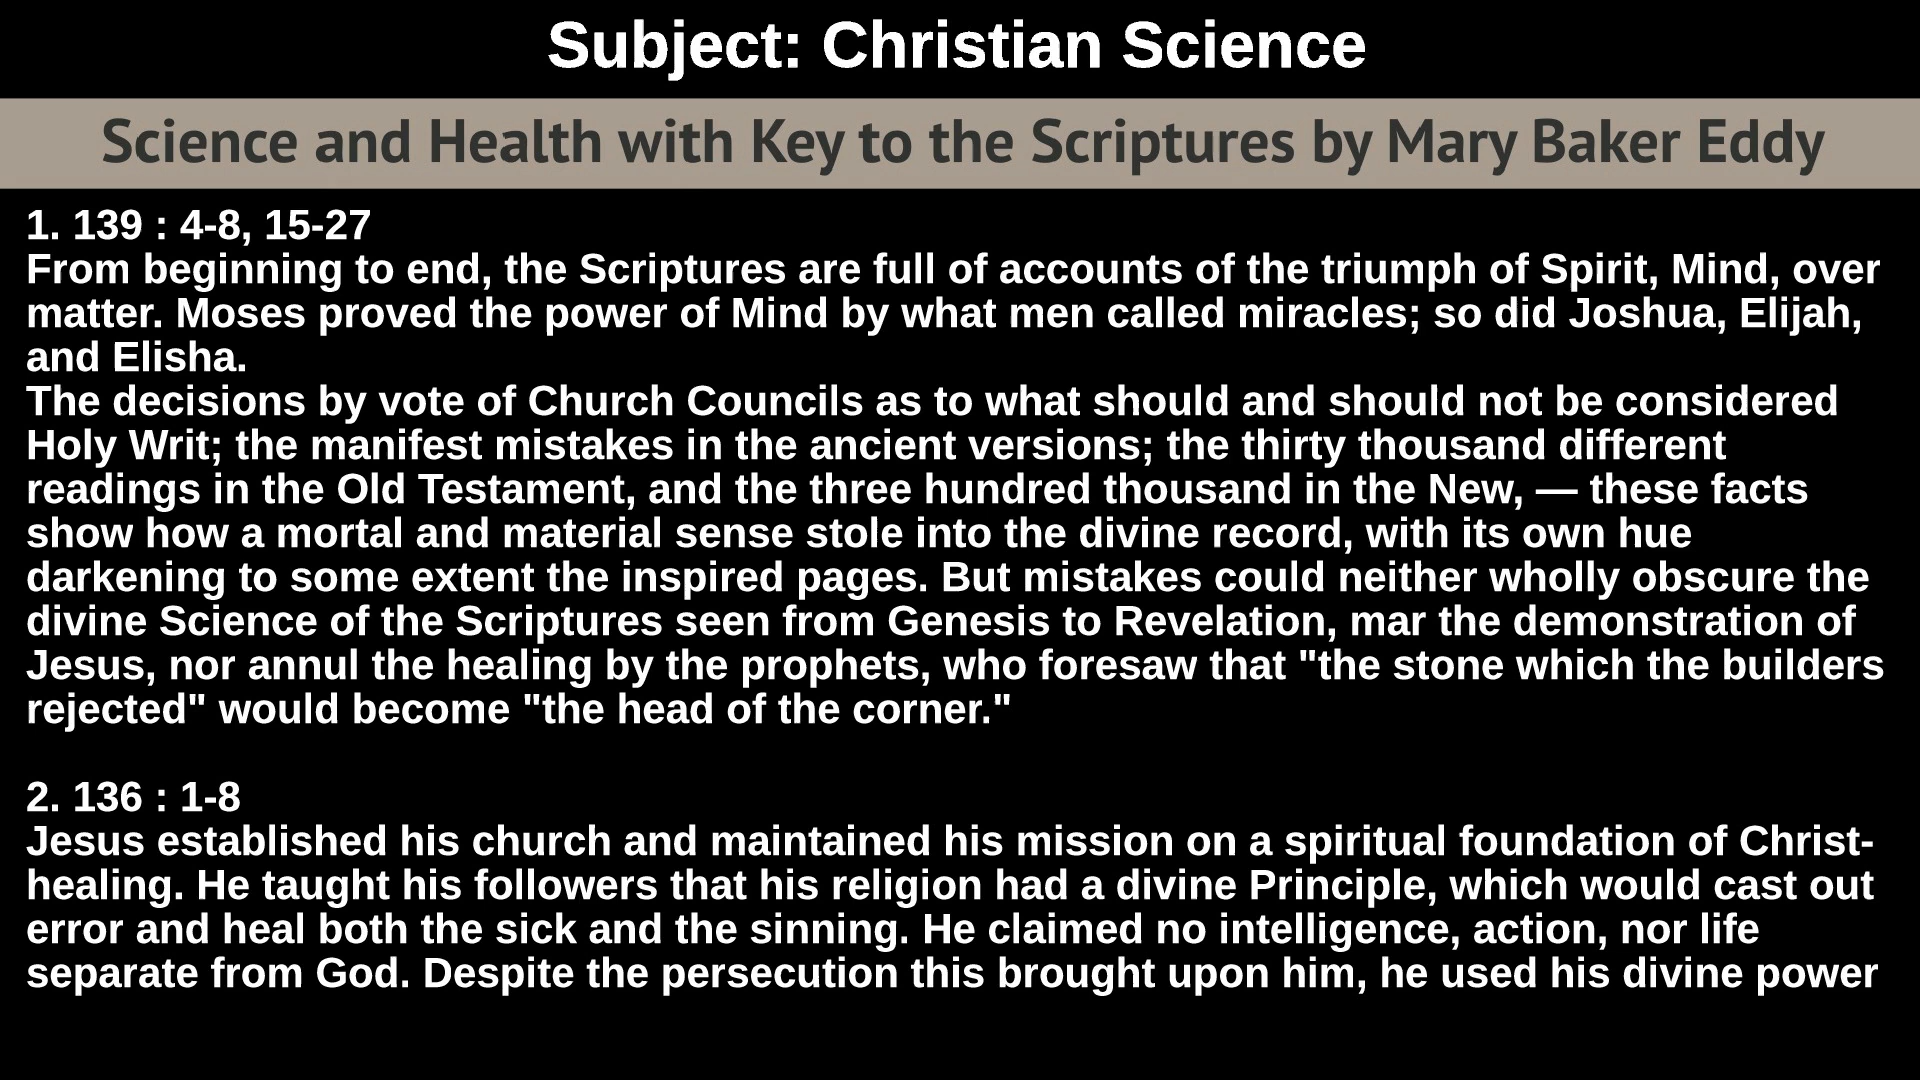 Subject: Christian Science
Science and Health with Key to the Scriptures by Mary Baker Eddy
1. 139 : 4-8, 15-27
From beginning to end, the Scriptures are full of accounts of the triumph of Spirit, Mind, over
matter. Moses proved the power of Mind by what men called miracles; so did Joshua, Elijah,
and Elisha.
The decisions by vote of Church Councils as to what should and should not be considered
Holy Writ; the manifest mistakes in the ancient versions; the thirty thousand different
readings in the Old Testament, and the three hundred thousand in the New, — these facts
show how a mortal and material sense stole into the divine record, with its own hue
darkening to some extent the inspired pages. But mistakes could neither wholly obscure the
divine Science of the Scriptures seen from Genesis to Revelation, mar the demonstration of
Jesus, nor annul the healing by the prophets, who foresaw that "the stone which the builders
rejected" would become "the head of the corner."
2. 136 : 1-8
Jesus established his church and maintained his mission on a spiritual foundation of Christ-
healing. He taught his followers that his religion had a divine Principle, which would cast out
error and heal both the sick and the sinning. He claimed no intelligence, action, nor life
separate from God. Despite the persecution this brought upon him, he used his divine power